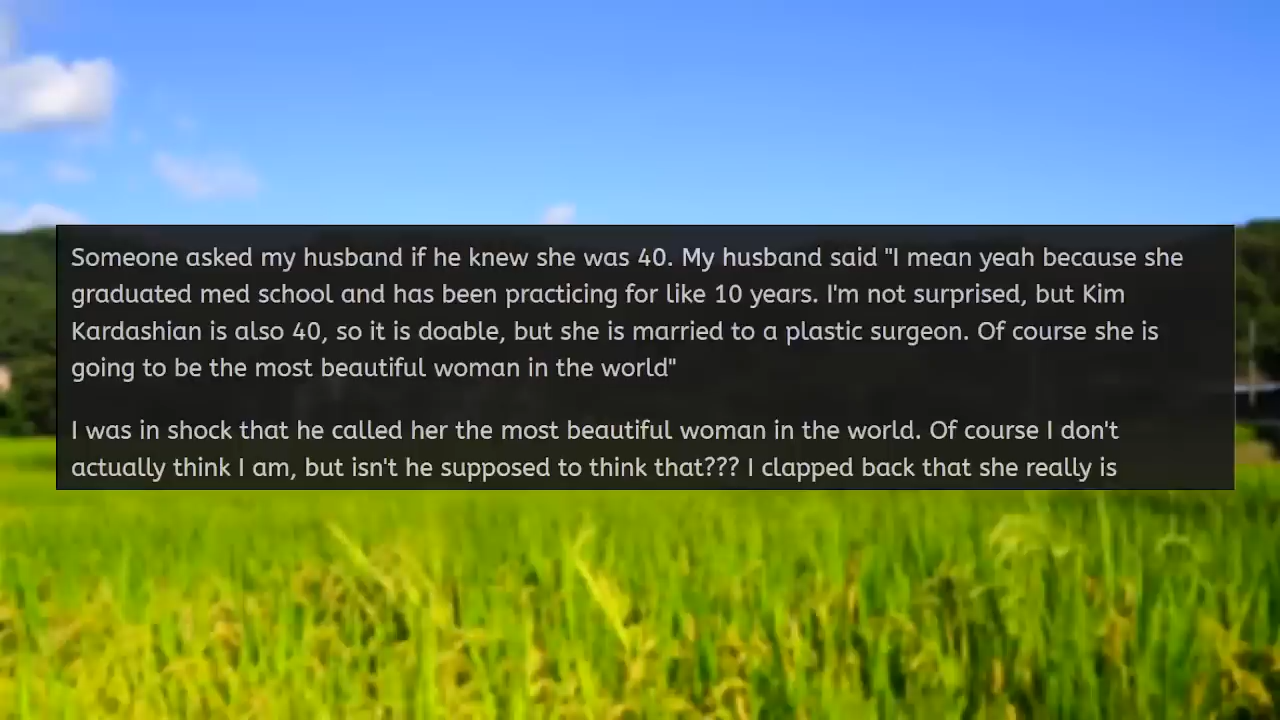 Someone asked my husband if he knew she was 40. My husband said "I mean yeah because she
graduated med school and has been practicing for like 10 years. I'm not surprised, but Kim
Kardashian is also 40, so it is doable, but she is married to a plastic surgeon. Of course she is
going to be the most beautiful woman in the world"
I was in shock that he called her the most beautiful woman in the world. Of course I don't
actually think I am, but isn't he supposed to think that??? I clapped back that she really is